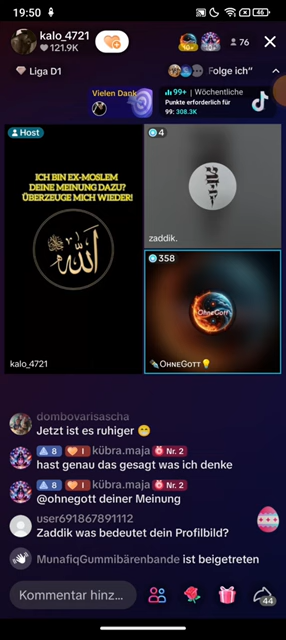 19:50
46
kalo_4721
121.9K
76
Liga D1
Folge ich"
Vielen Dank
99+ | Wöchentliche
Punkte erforderlich für
99: 308.3K
Host
4
ICH BIN EX-MOSLEM
DEINE MEINUNG DAZU?
ÜBERZEUGE MICH WIEDER!
الله
zaddik.
358
OhneGott
kalo_4721
OHNEGOTT
dombovarisascha
Jetzt ist es ruhiger
8 I kübra.maja Nr. 2
hast genau das gesagt was ich denke
8 I kübra.maja Nr. 2
@ohnegott deiner Meinung
user691867891112
Zaddik was bedeutet dein Profilbild?
MunafiqGummibärenbande ist beigetreten
Kommentar hinz...
44